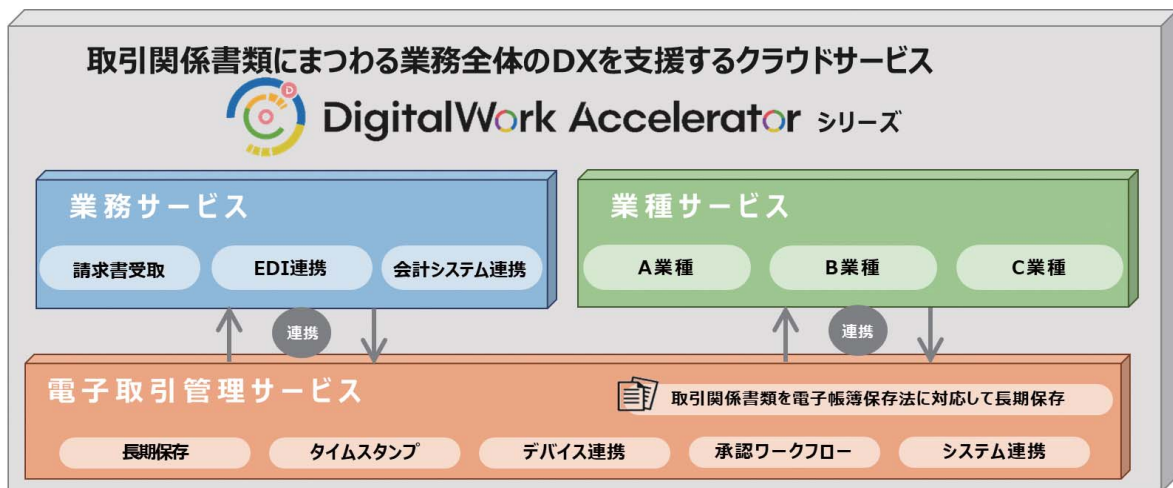 取引関係書類にまつわる業務全体のDXを支援するクラウドサービス
D
DigitalWork Accelerator シリーズ
業務サービス
請求書受取 EDI連携 会計システム連携
業種サービス
A業種 B業種 C業種
連携
連携
電子取引管理サービス
取引関係書類を電子帳簿保存法に対応して長期保存
長期保存 タイムスタンプ デバイス連携 承認ワークフロー システム連携